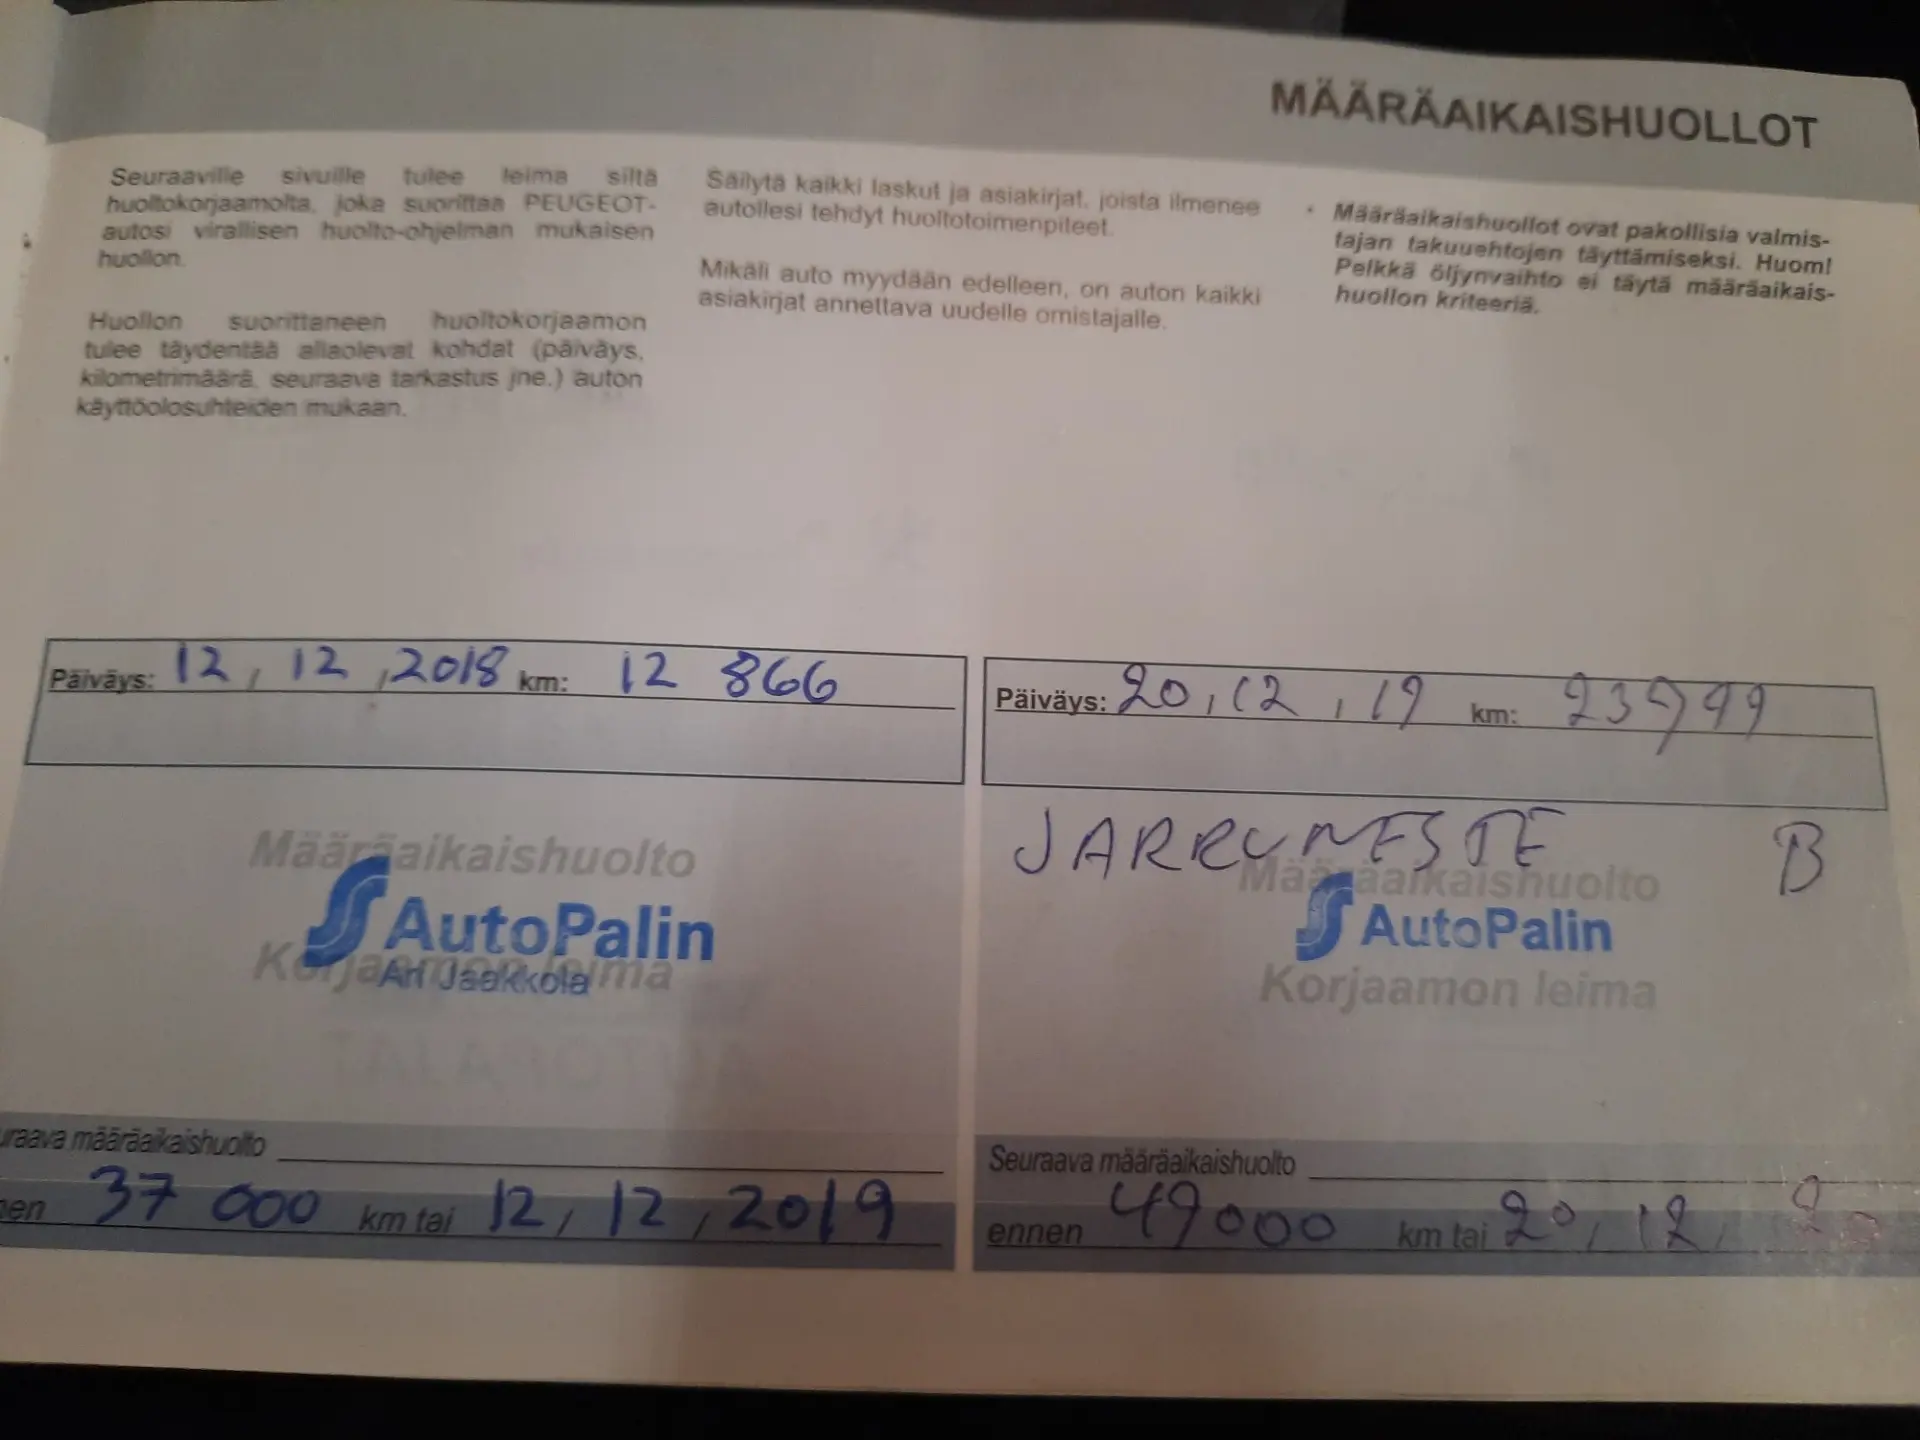 MÄÄRÄAIKAISHUOLLOT
Seuraaville sivuille tulee leima siltä
huoltokorjaamolta, joka suorittaa PEUGEOT-
autosi virallisen huolto-ohjelman mukaisen
huollon.
Huollon suorittaneen huoltokorjaamon
tulee täydentää allaolevat kohdat (päiväys,
kilometrimäärä, seuraava tarkastus jne.) auton
käyttöolosuhteiden mukaan.
Säilytä kaikki laskut ja asiakirjat, joista ilmenee
autollesi tehdyt huoltotoimenpiteet.
Mikäli auto myydään edelleen, on auton kaikki
asiakirjat annettava uudelle omistajalle.
• Määräaikaishuollot ovat pakollisia valmis-
tajan takuuehtojen täyttämiseksi. Huom!
Pelkkä öljynvaihto ei täytä määräaikais-
huollon kriteeriä.
Päiväys: 12, 12, 2018 km: 12 866
Määräaikaishuolto
AutoPalin
Ari Jaakkola
Korjaamon leima
uraava määräaikaishuolto
nen 37 000 km tai 12, 12, 2019
Päiväys: 20, 12, 19 km:
JARRUNESTE B
Määräaikaishuolto
AutoPalin
Korjaamon leima
Seuraava määräaikaishuolto
ennen 49000 km tai 20, 12, 20